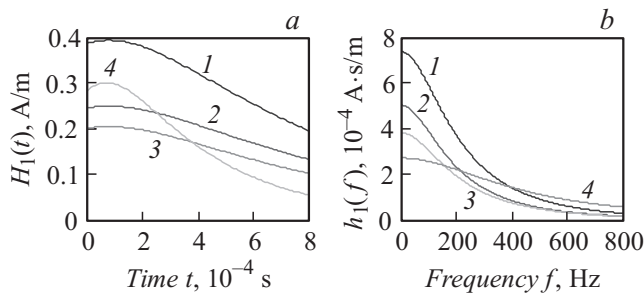 a
0.4
0.3
0.2
0.1
0
H₁(t), A/m
1
2
3
4
0 2 4 6 8
Time t, 10⁻⁴ s
b
8
6
4
2
0
h₁(f), 10⁻⁴ A·s/m
1
2
3
4
0 200 400 600 800
Frequency f, Hz